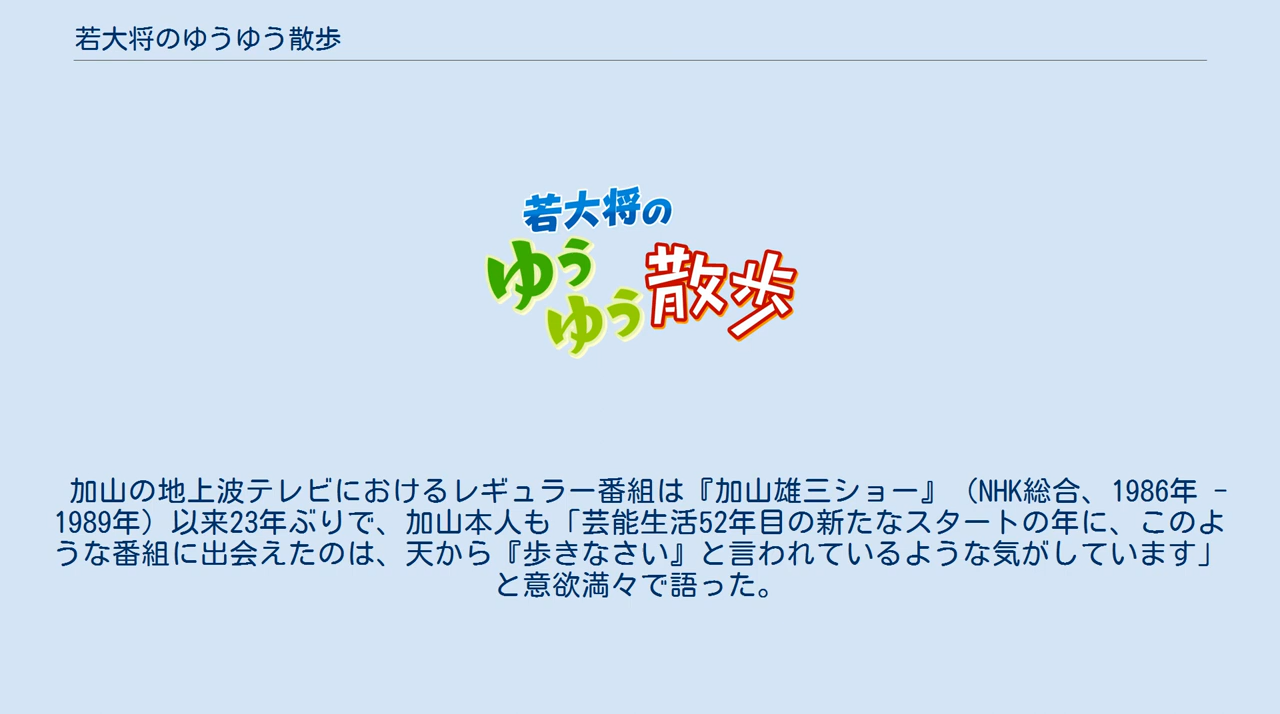 若大将のゆうゆう散歩
若大将の
ゆう
ゆう
散歩
加山の地上波テレビにおけるレギュラー番組は『加山雄三ショー』（NHK総合、1986年 -
1989年）以来23年ぶりで、加山本人も「芸能生活52年目の新たなスタートの年に、このよ
うな番組に出会えたのは、天から『歩きなさい』と言われているような気がしています」
と意欲満々で語った。